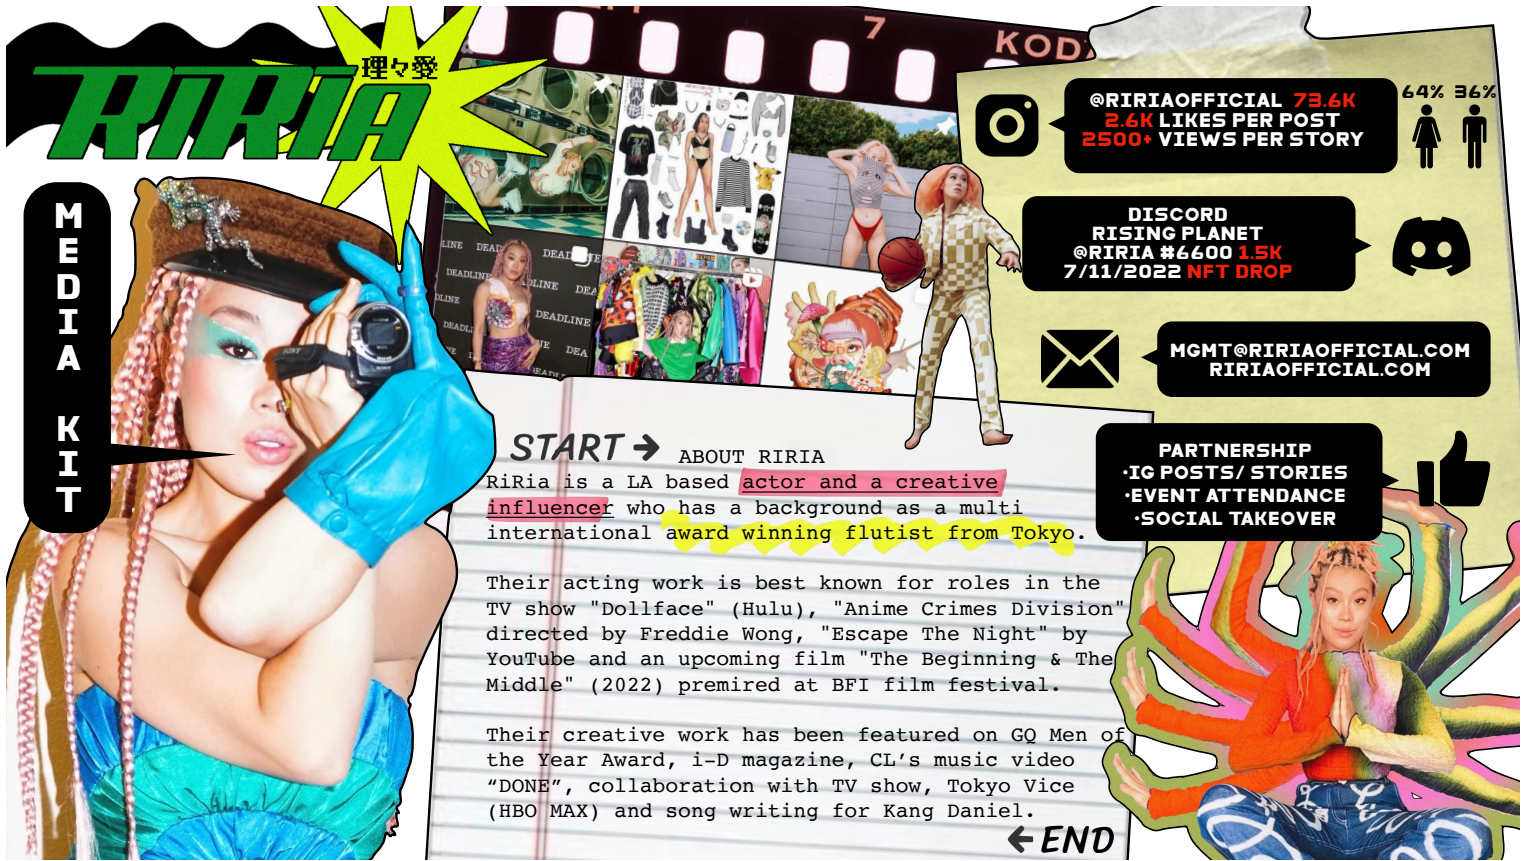 RIRIA
理々愛
MEDIA KIT
7
KODA
@RIRIAOFFICIAL 73.6K
2.6K LIKES PER POST
2500+ VIEWS PER STORY
64% 36%
DISCORD
RISING PLANET
@RIRIA #6600 1.5K
7/11/2022 NFT DROP
MGMT@RIRIAOFFICIAL.COM
RIRIAOFFICIAL.COM
PARTNERSHIP
•IG POSTS/ STORIES
•EVENT ATTENDANCE
•SOCIAL TAKEOVER
DEADLINE
DEADLINE
SONY
START →
ABOUT RIRIA
RiRia is a LA based actor and a creative
influencer who has a background as a multi
international award winning flutist from Tokyo.
Their acting work is best known for roles in the
TV show "Dollface" (Hulu), "Anime Crimes Division"
directed by Freddie Wong, "Escape The Night" by
YouTube and an upcoming film "The Beginning & The
Middle" (2022) premired at BFI film festival.
Their creative work has been featured on GQ Men of
the Year Award, i-D magazine, CL’s music video
“DONE”, collaboration with TV show, Tokyo Vice
(HBO MAX) and song writing for Kang Daniel.
← END